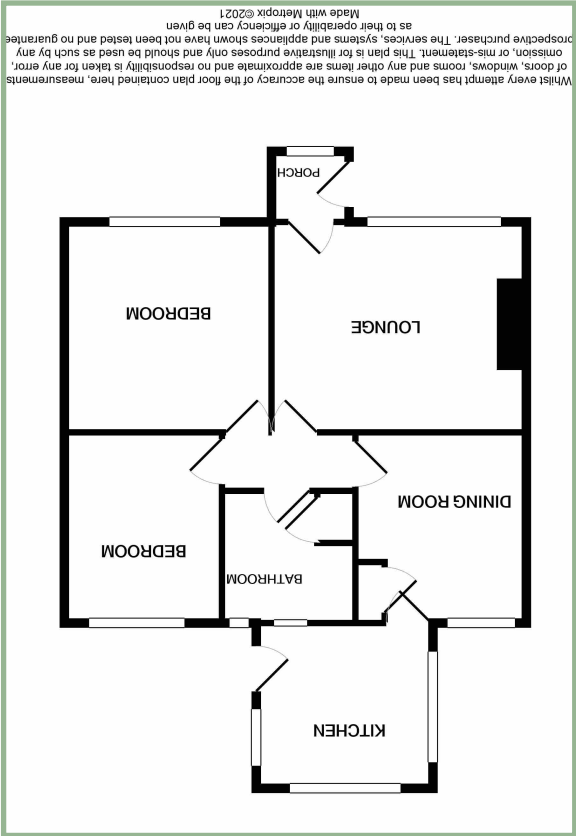 KITCHEN
BATHROOM
BEDROOM
DINING ROOM
LOUNGE
BEDROOM
PORCH
Whilst every attempt has been made to ensure the accuracy of the floor plan contained here, measurements
of doors, windows, rooms and any other items are approximate and no responsibility is taken for any error,
omission, or mis-statement. This plan is for illustrative purposes only and should be used as such by any
prospective purchaser. The services, systems and appliances shown have not been tested and no guarantee
as to their operability or efficiency can be given
Made with Metropix ©2021